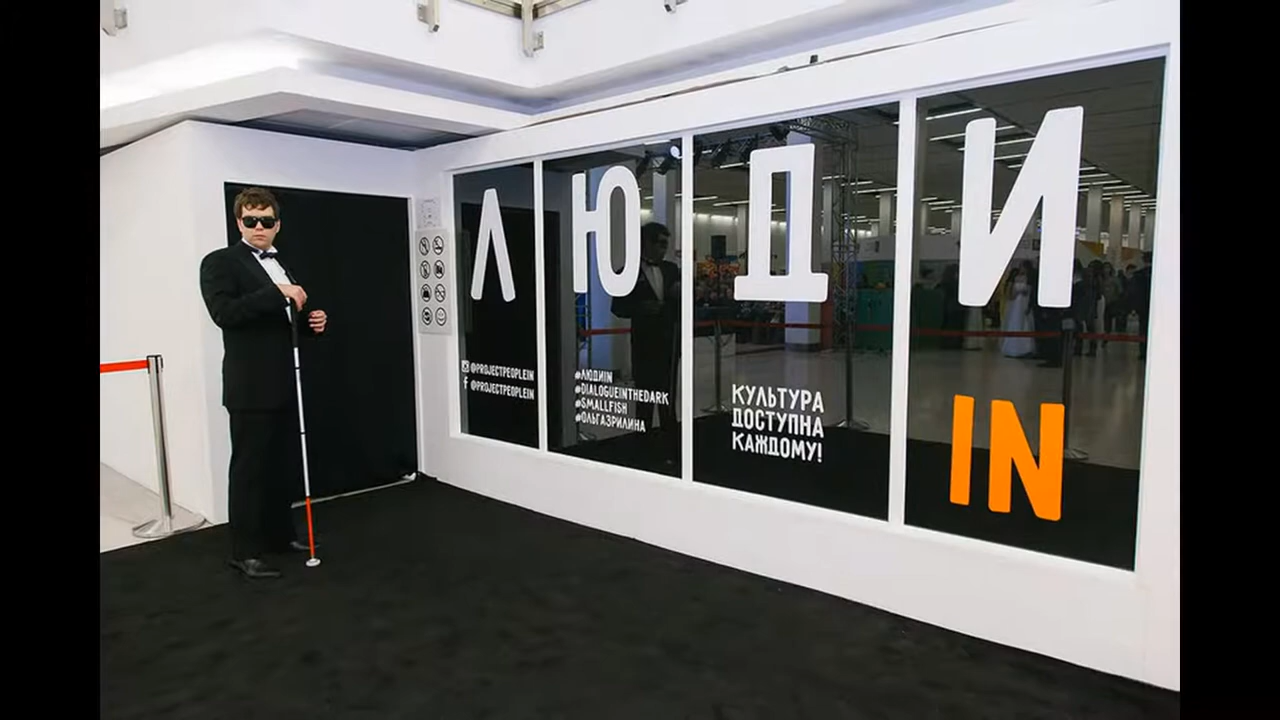 ЛЮДИ
@PROJECTPEOPLEIN
@PROJECTPEOPLEIN
#ЛЮДИIN
#DIALOGUEINTHEDARK
#SMALLFISH
#ОЛЬГАЗРИЛИНА
КУЛЬТУРА
ДОСТУПНА
КАЖДОМУ!
IN